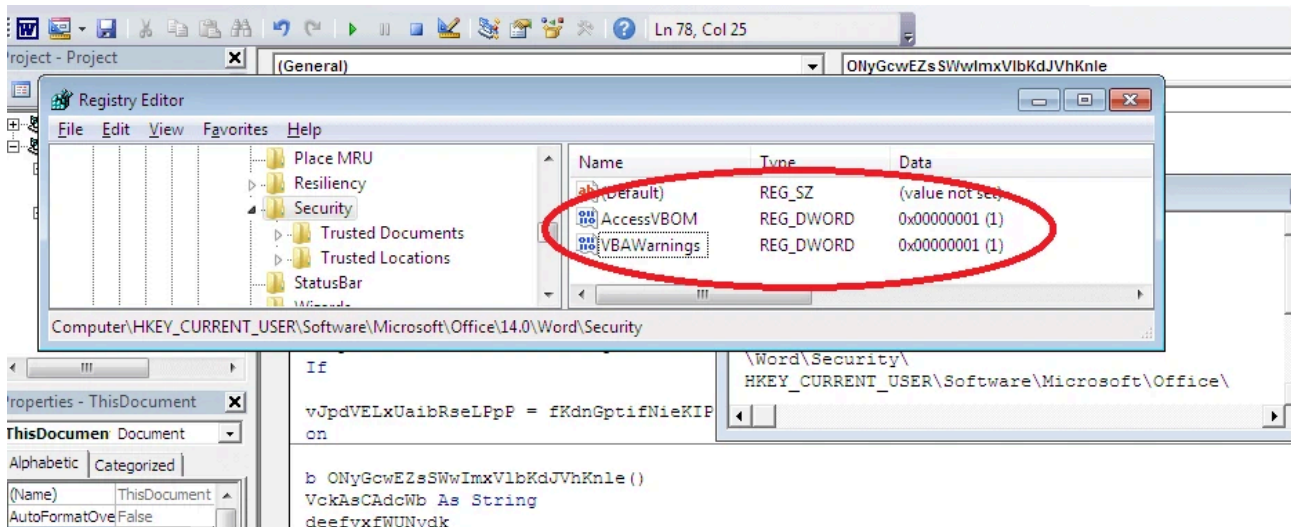 Ln 78, Col 25
Project - Project
(General)
ONyGcwEZsSWwImxVlbKdJVhKnle
Registry Editor
File Edit View Favorites Help
Place MRU
Resiliency
Security
Trusted Documents
Trusted Locations
StatusBar
Wizards
Name Type Data
(Default) REG_SZ (value not set)
AccessVBOM REG_DWORD 0x00000001 (1)
VBAWarnings REG_DWORD 0x00000001 (1)
Computer\HKEY_CURRENT_USER\Software\Microsoft\Office\14.0\Word\Security
\Word\Security\
HKEY_CURRENT_USER\Software\Microsoft\Office\
If
vJpdVELxUaibRseLPpP = fKdnGptifNieKIP
on
b ONyGcwEZsSWwImxVlbKdJVhKnle()
VckAsCAdcWb As String
deefyxfWUNydk
Properties - ThisDocument
ThisDocumen Document
Alphabetic Categorized
(Name) ThisDocument
AutoFormatOve False